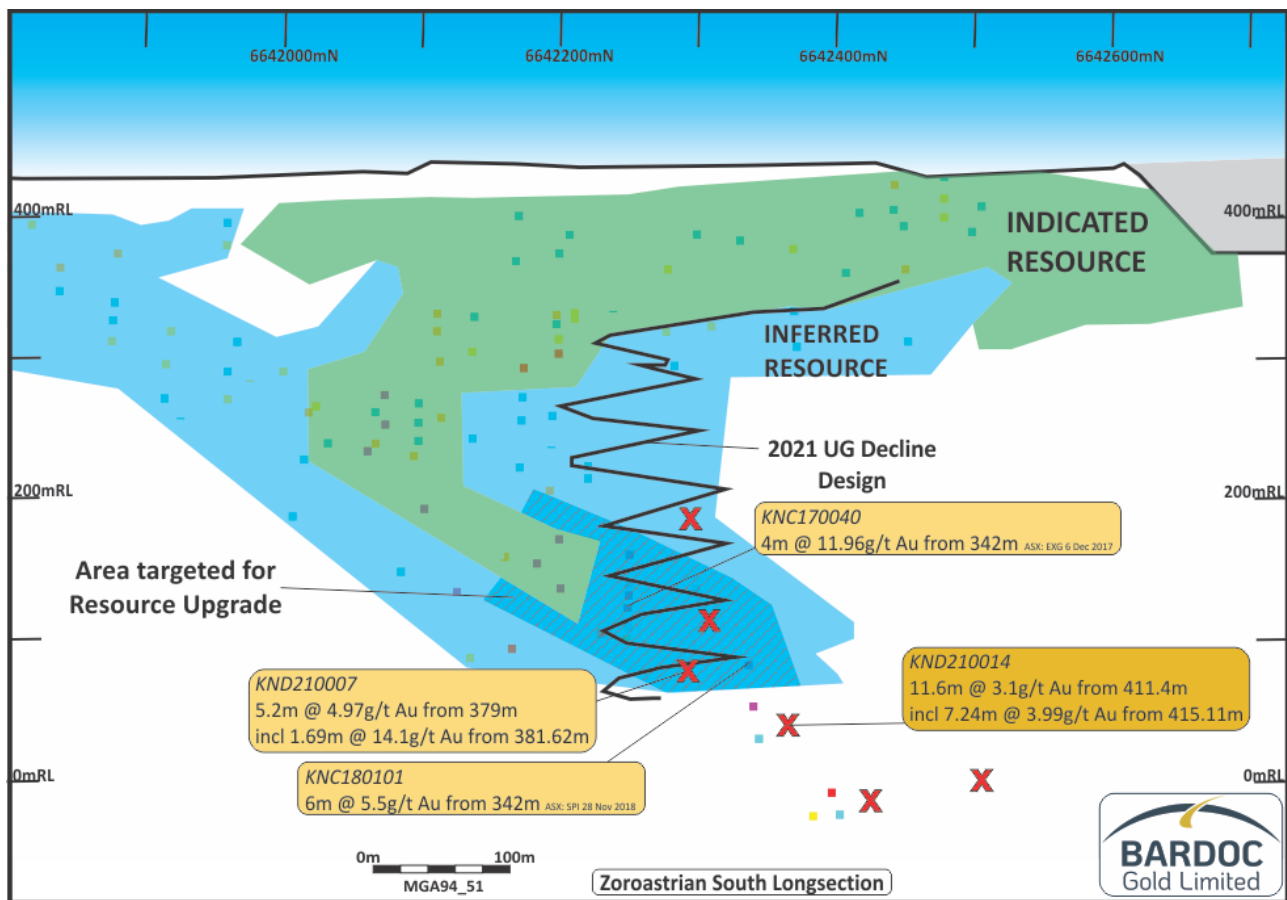 6642000mN
6642200mN
6642400mN
6642600mN
400mRL
400mRL
INDICATED
RESOURCE
INFERRED
RESOURCE
2021 UG Decline
Design
200mRL
200mRL
KNC170040
4m @ 11.96g/t Au from 342m ASX: EXG 6 Dec 2017
Area targeted for
Resource Upgrade
KND210014
11.6m @ 3.1g/t Au from 411.4m
incl 7.24m @ 3.99g/t Au from 415.11m
KND210007
5.2m @ 4.97g/t Au from 379m
incl 1.69m @ 14.1g/t Au from 381.62m
KNC180101
6m @ 5.5g/t Au from 342m ASX: SPI 28 Nov 2018
0mRL
0mRL
0m
100m
MGA94_51
Zoroastrian South Longsection
BARDOC
Gold Limited